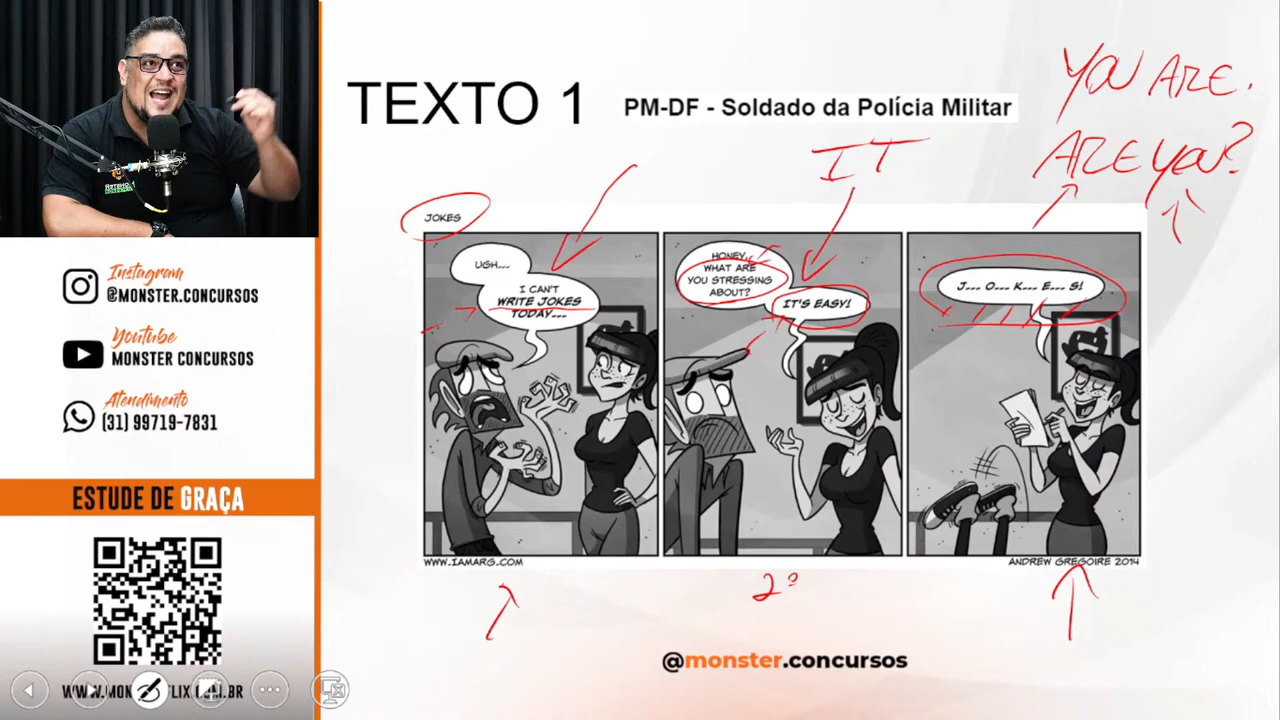 TEXTO 1
PM-DF - Soldado da Polícia Militar
YOU ARE.
ARE YOU?
IT
JOKES
UGH...
I CAN'T
WRITE JOKES
TODAY...
HONEY,
WHAT ARE
YOU STRESSING
ABOUT?
IT'S EASY!
J... O... K... E... S!
WWW.IAMARG.COM
ANDREW GREGOIRE 2014
2º
@monster.concursos
Instagram
@MONSTER.CONCURSOS
Youtube
MONSTER CONCURSOS
Atendimento
(31) 99719-7831
ESTUDE DE GRAÇA